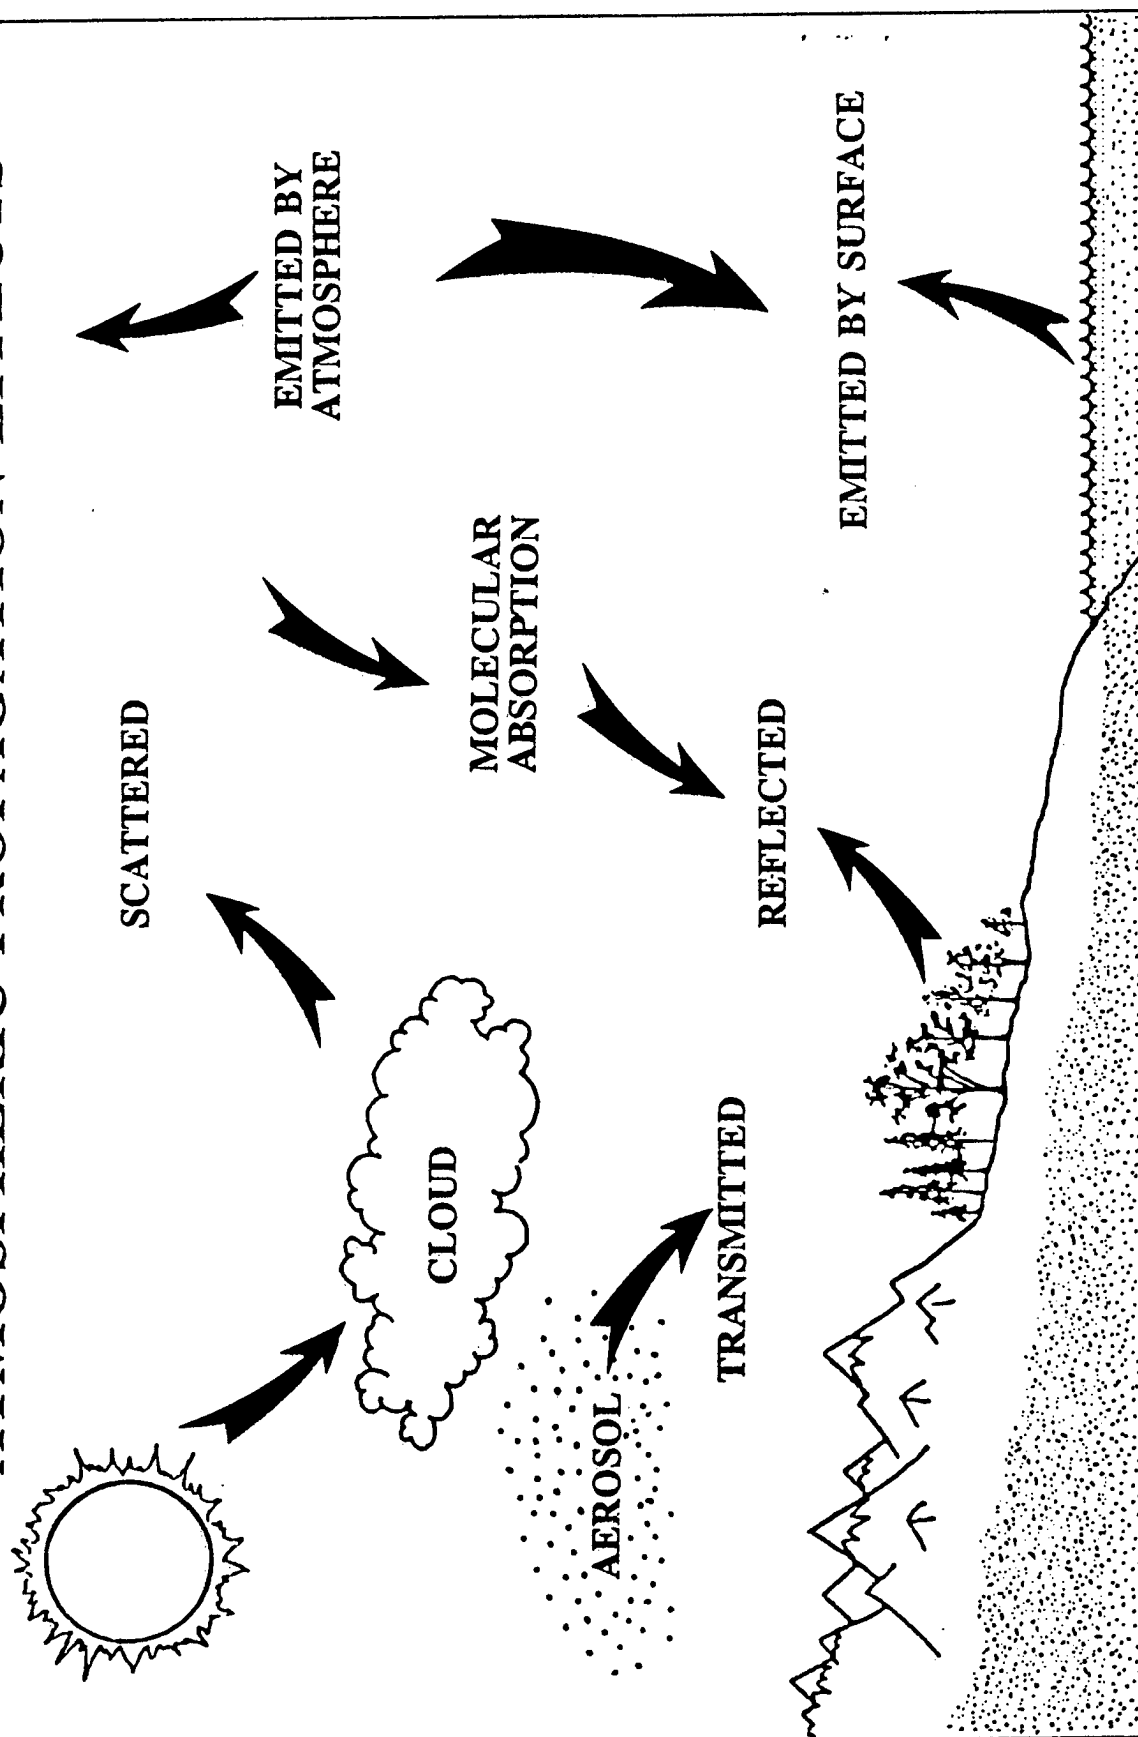 SCATTERED
EMITTED BY
ATMOSPHERE
CLOUD
MOLECULAR
ABSORPTION
AEROSOL
TRANSMITTED
REFLECTED
EMITTED BY SURFACE